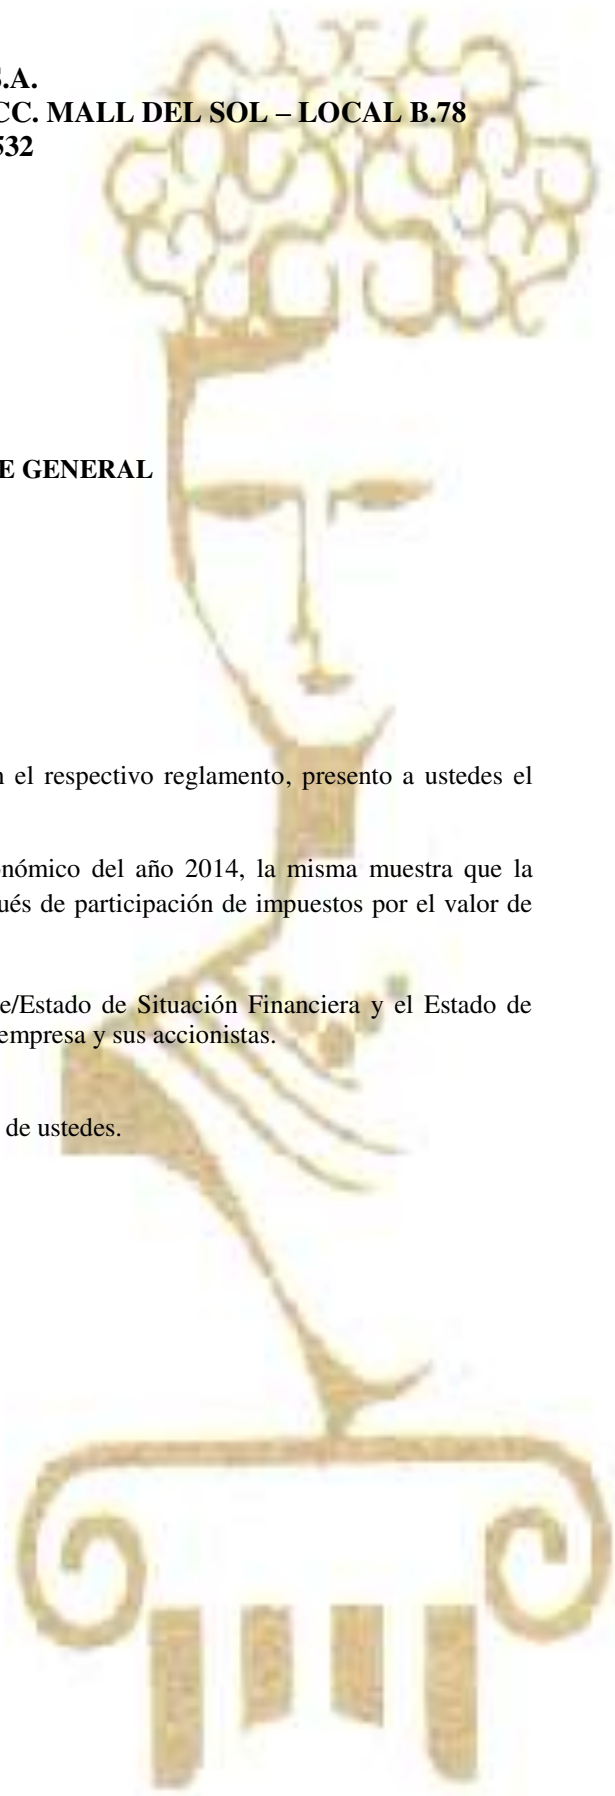 S.A.
CC. MALL DEL SOL – LOCAL B.78
532
E GENERAL
n el respectivo reglamento, presento a ustedes el
onómico del año 2014, la misma muestra que la
ués de participación de impuestos por el valor de
e/Estado de Situación Financiera y el Estado de
empresa y sus accionistas.
de ustedes.